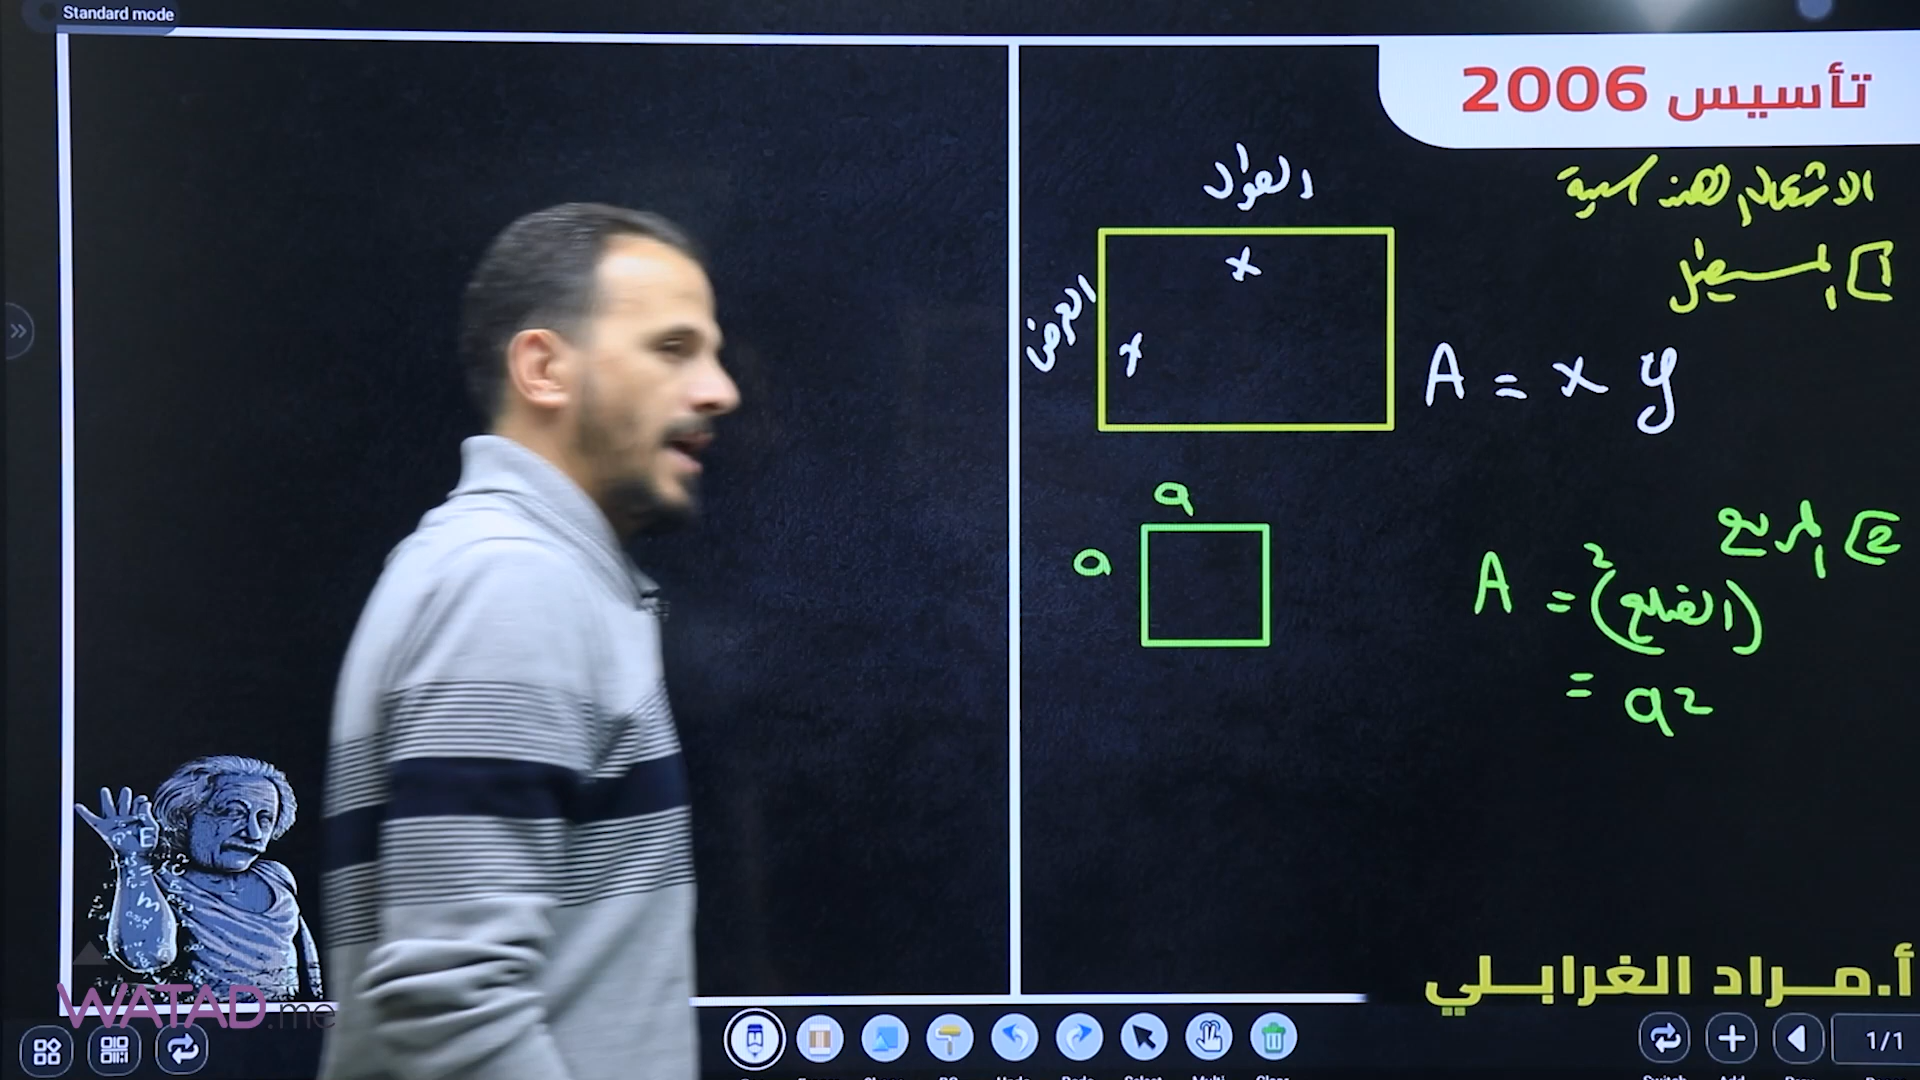 Standard mode
تأسيس 2006
الاشكال الهندسية
1 المستطيل
الطول
x
العرض
x
A = x y
2 المربع
a
a
A = (الضلع)²
= a2
أ.مراد الغرابلي
WATAD.me
1/1